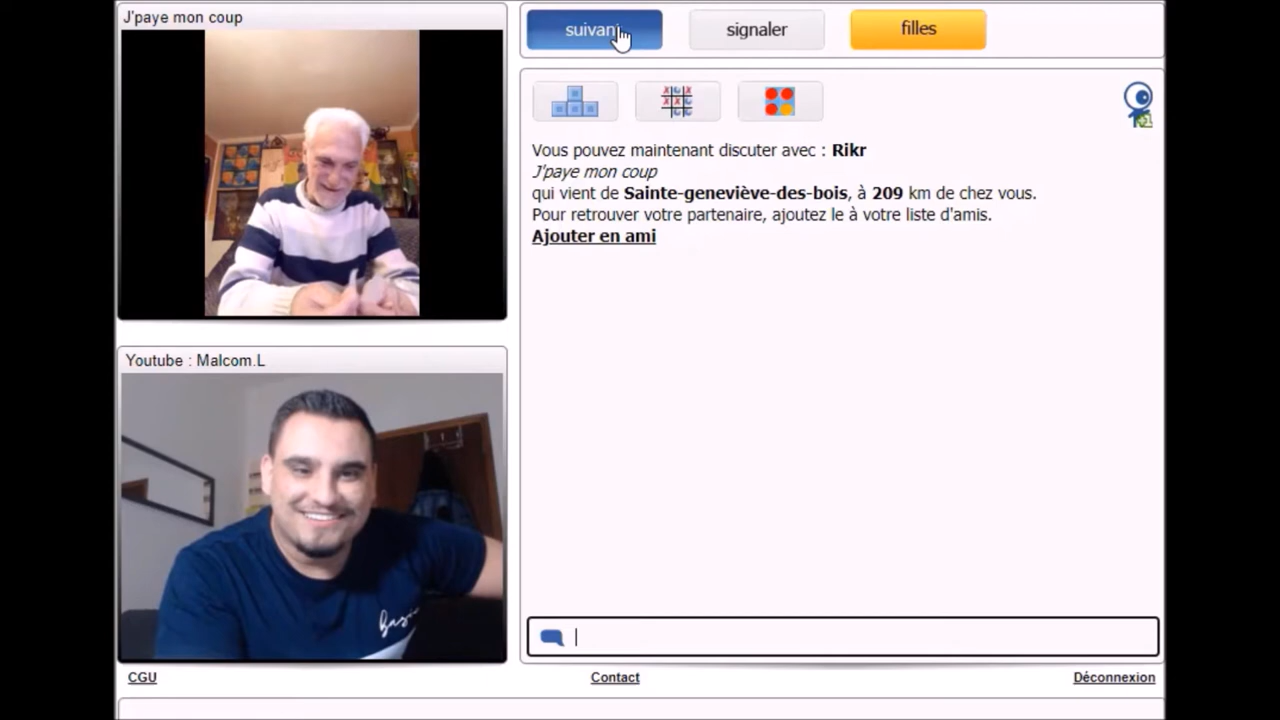 J'paye mon coup
suivant
signaler
filles
Vous pouvez maintenant discuter avec : Rikr
J'paye mon coup
qui vient de Sainte-geneviève-des-bois, à 209 km de chez vous.
Pour retrouver votre partenaire, ajoutez le à votre liste d'amis.
Ajouter en ami
Youtube : Malcom.L
Basic
CGU
Contact
Déconnexion